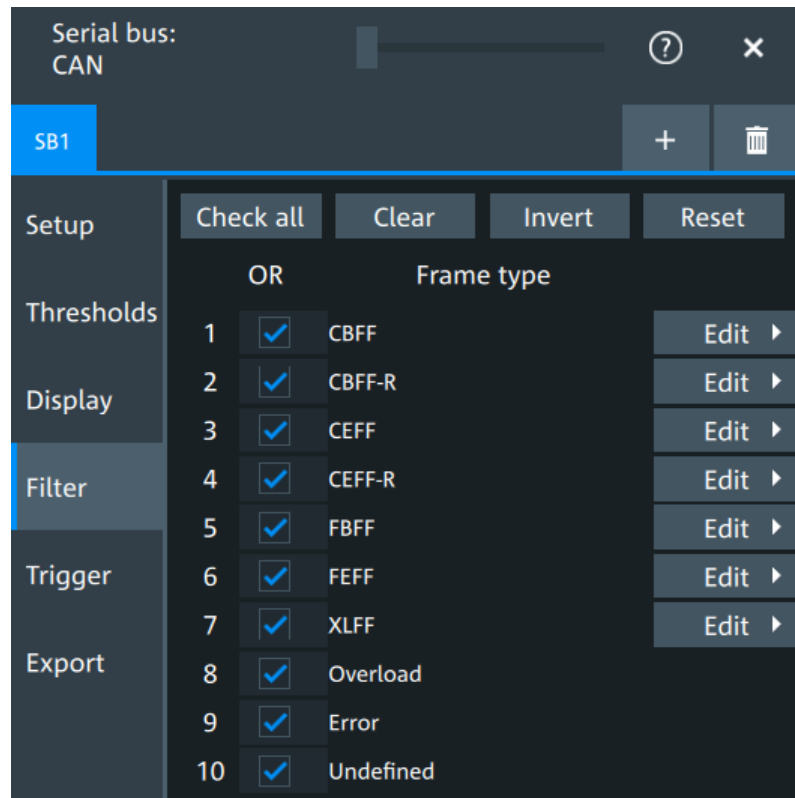 Serial bus:
CAN
?
SB1
+
Setup
Thresholds
Display
Filter
Trigger
Export
Check all Clear Invert Reset
OR Frame type
1 CBFF Edit
2 CBFF-R Edit
3 CEFF Edit
4 CEFF-R Edit
5 FBFF Edit
6 FEFF Edit
7 XLFF Edit
8 Overload
9 Error
10 Undefined